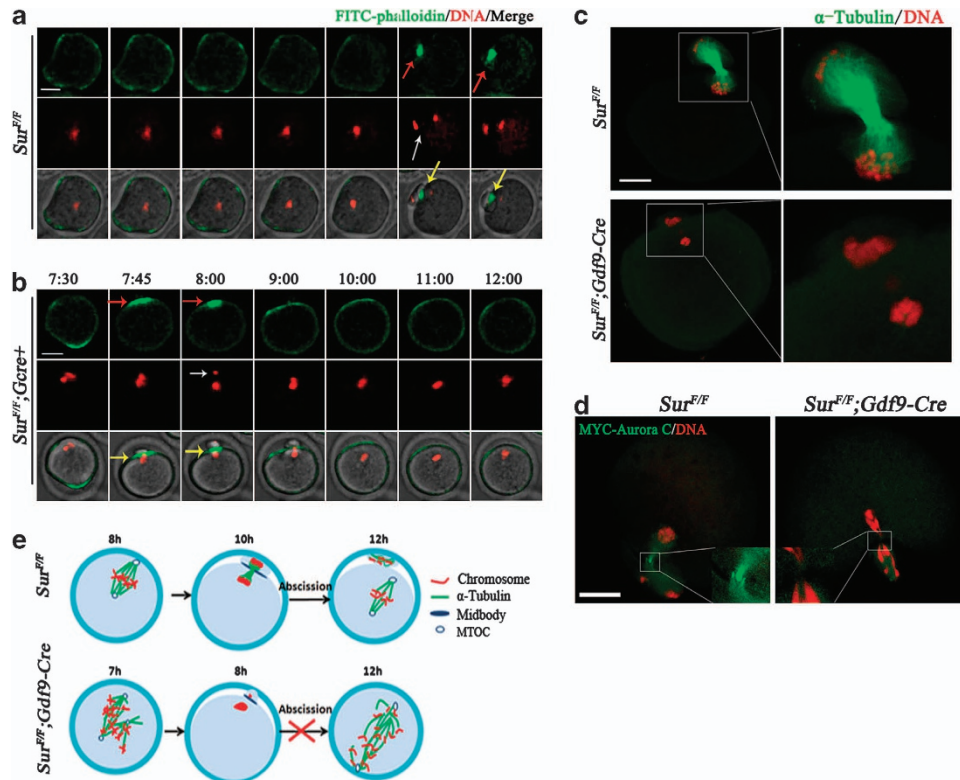 a
FITC-phalloidin/DNA/Merge
Sur^F/F
b
7:30 7:45 8:00 9:00 10:00 11:00 12:00
Sur^F/F;Gcre+
c
α-Tubulin/DNA
Sur^F/F
Sur^F/F;Gdf9-Cre
d
Sur^F/F
Sur^F/F;Gdf9-Cre
MYC-Aurora C/DNA
e
Sur^F/F
8h
10h
12h
Abscission
Chromosome
α-Tubulin
Midbody
MTOC
Sur^F/F;Gdf9-Cre
7h
8h
12h
Abscission